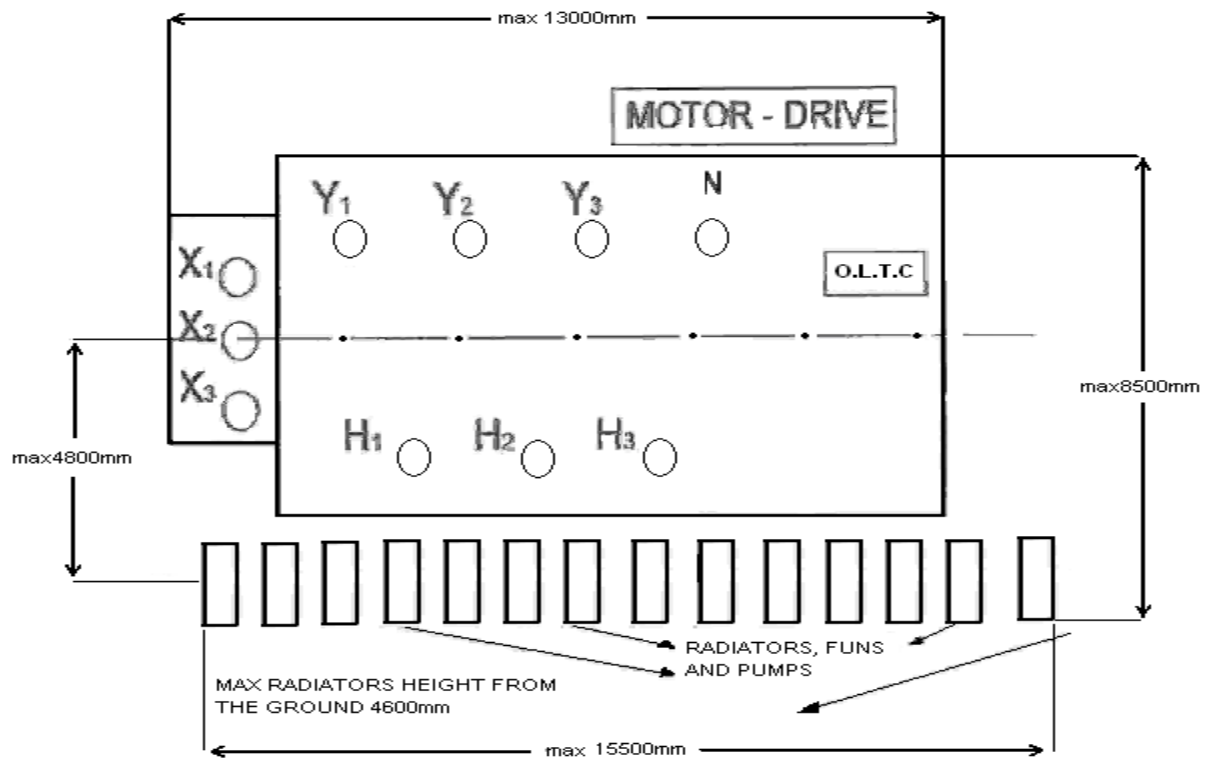 max 13000mm
MOTOR - DRIVE
Y1 Y2 Y3 N
X1
O.L.T.C
X2
X3
max8500mm
H1 H2 H3
max4800mm
RADIATORS, FUNS
AND PUMPS
MAX RADIATORS HEIGHT FROM
THE GROUND 4600mm
max 15500mm